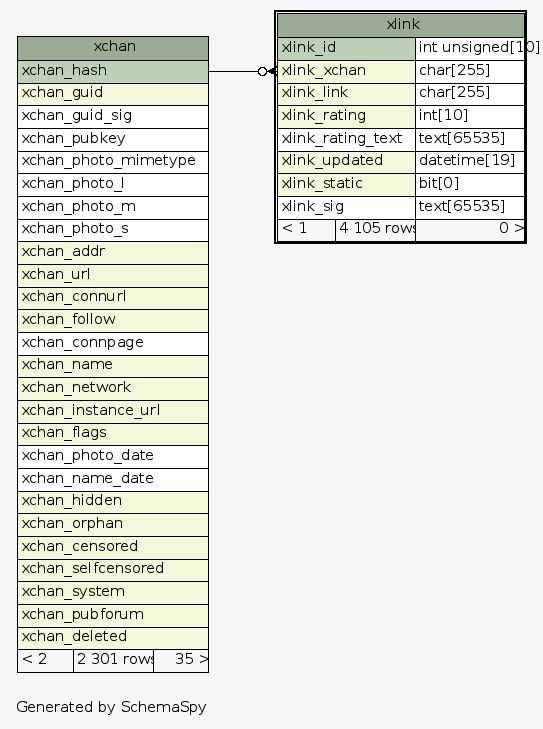 xchan
xchan_hash
xchan_guid
xchan_guid_sig
xchan_pubkey
xchan_photo_mimetype
xchan_photo_l
xchan_photo_m
xchan_photo_s
xchan_addr
xchan_url
xchan_connurl
xchan_follow
xchan_connpage
xchan_name
xchan_network
xchan_instance_url
xchan_flags
xchan_photo_date
xchan_name_date
xchan_hidden
xchan_orphan
xchan_censored
xchan_selfcensored
xchan_system
xchan_pubforum
xchan_deleted
< 2 2 301 rows 35 >
xlink
xlink_id int unsigned[10]
xlink_xchan char[255]
xlink_link char[255]
xlink_rating int[10]
xlink_rating_text text[65535]
xlink_updated datetime[19]
xlink_static bit[0]
xlink_sig text[65535]
< 1 4 105 rows 0 >
Generated by SchemaSpy